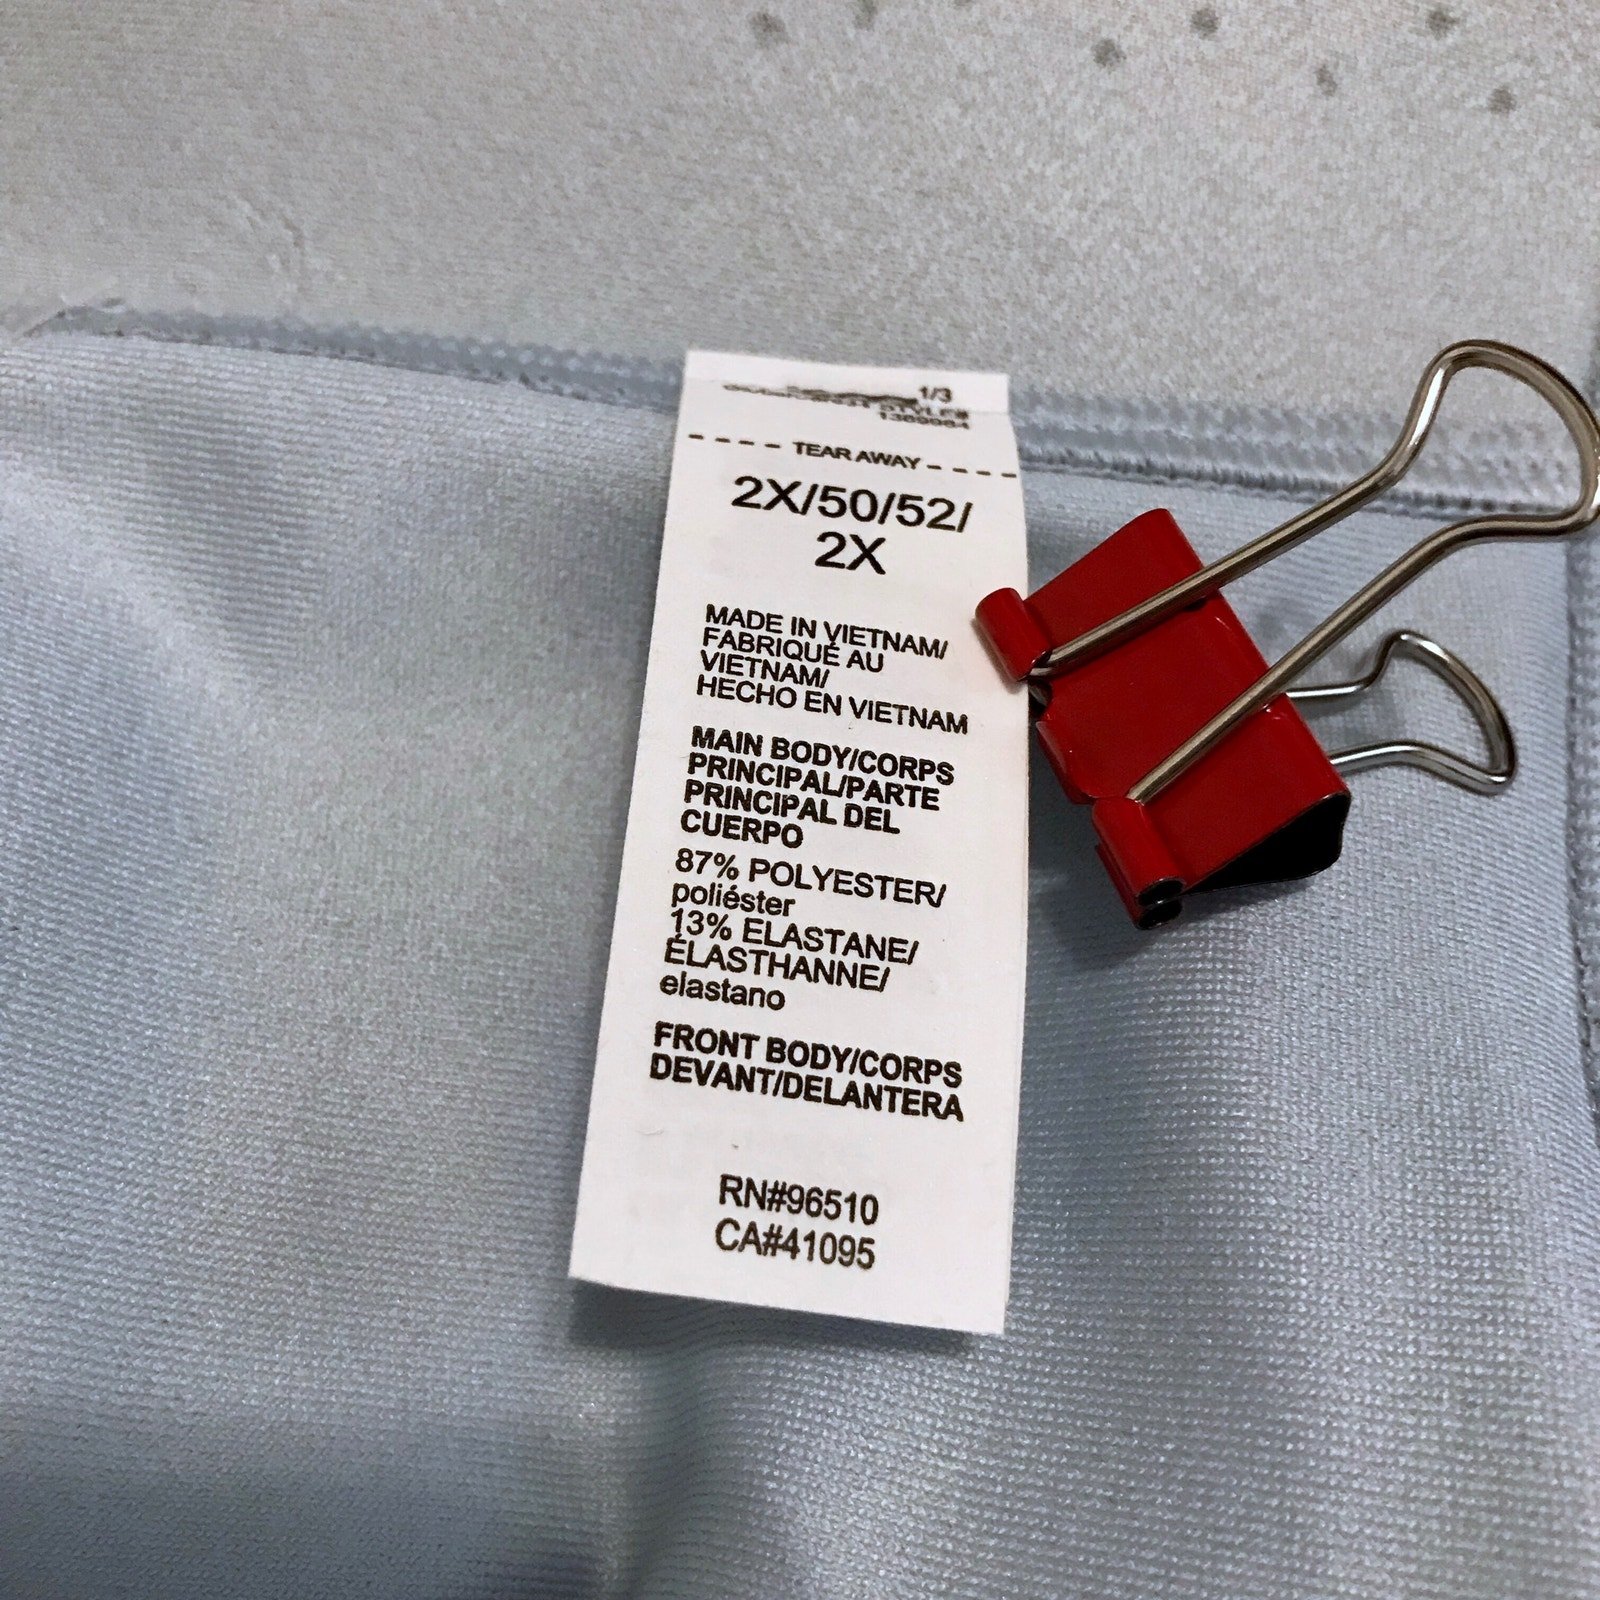 1/3
STYLE#
1389984
TEAR AWAY
2X/50/52/
2X
MADE IN VIETNAM/
FABRIQUÉ AU
VIETNAM/
HECHO EN VIETNAM
MAIN BODY/CORPS
PRINCIPAL/PARTE
PRINCIPAL DEL
CUERPO
87% POLYESTER/
poliéster
13% ELASTANE/
ÉLASTHANNE/
elastano
FRONT BODY/CORPS
DEVANT/DELANTERA
RN#96510
CA#41095